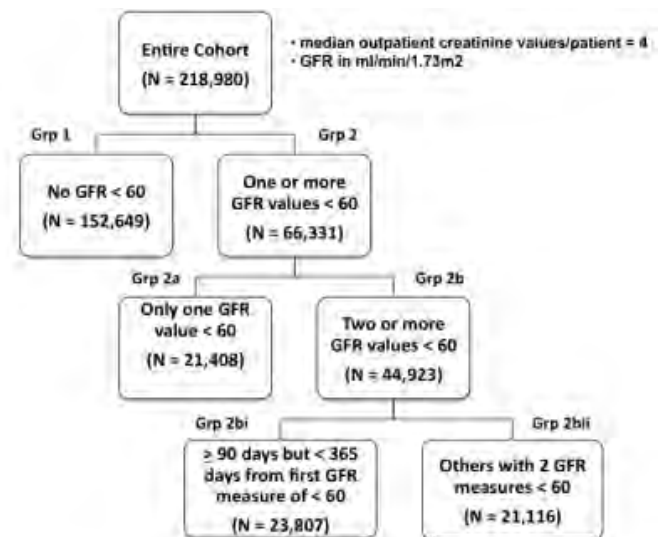 Entire Cohort
(N = 218,980)
· median outpatient creatinine values/patient = 4
· GFR in ml/min/1.73m2
Grp 1
Grp 2
No GFR < 60
(N = 152,649)
One or more
GFR values < 60
(N = 66,331)
Grp 2a
Grp 2b
Only one GFR
value < 60
(N = 21,408)
Two or more
GFR values < 60
(N = 44,923)
Grp 2bi
Grp 2bii
≥ 90 days but < 365
days from first GFR
measure of < 60
(N = 23,807)
Others with 2 GFR
measures < 60
(N = 21,116)